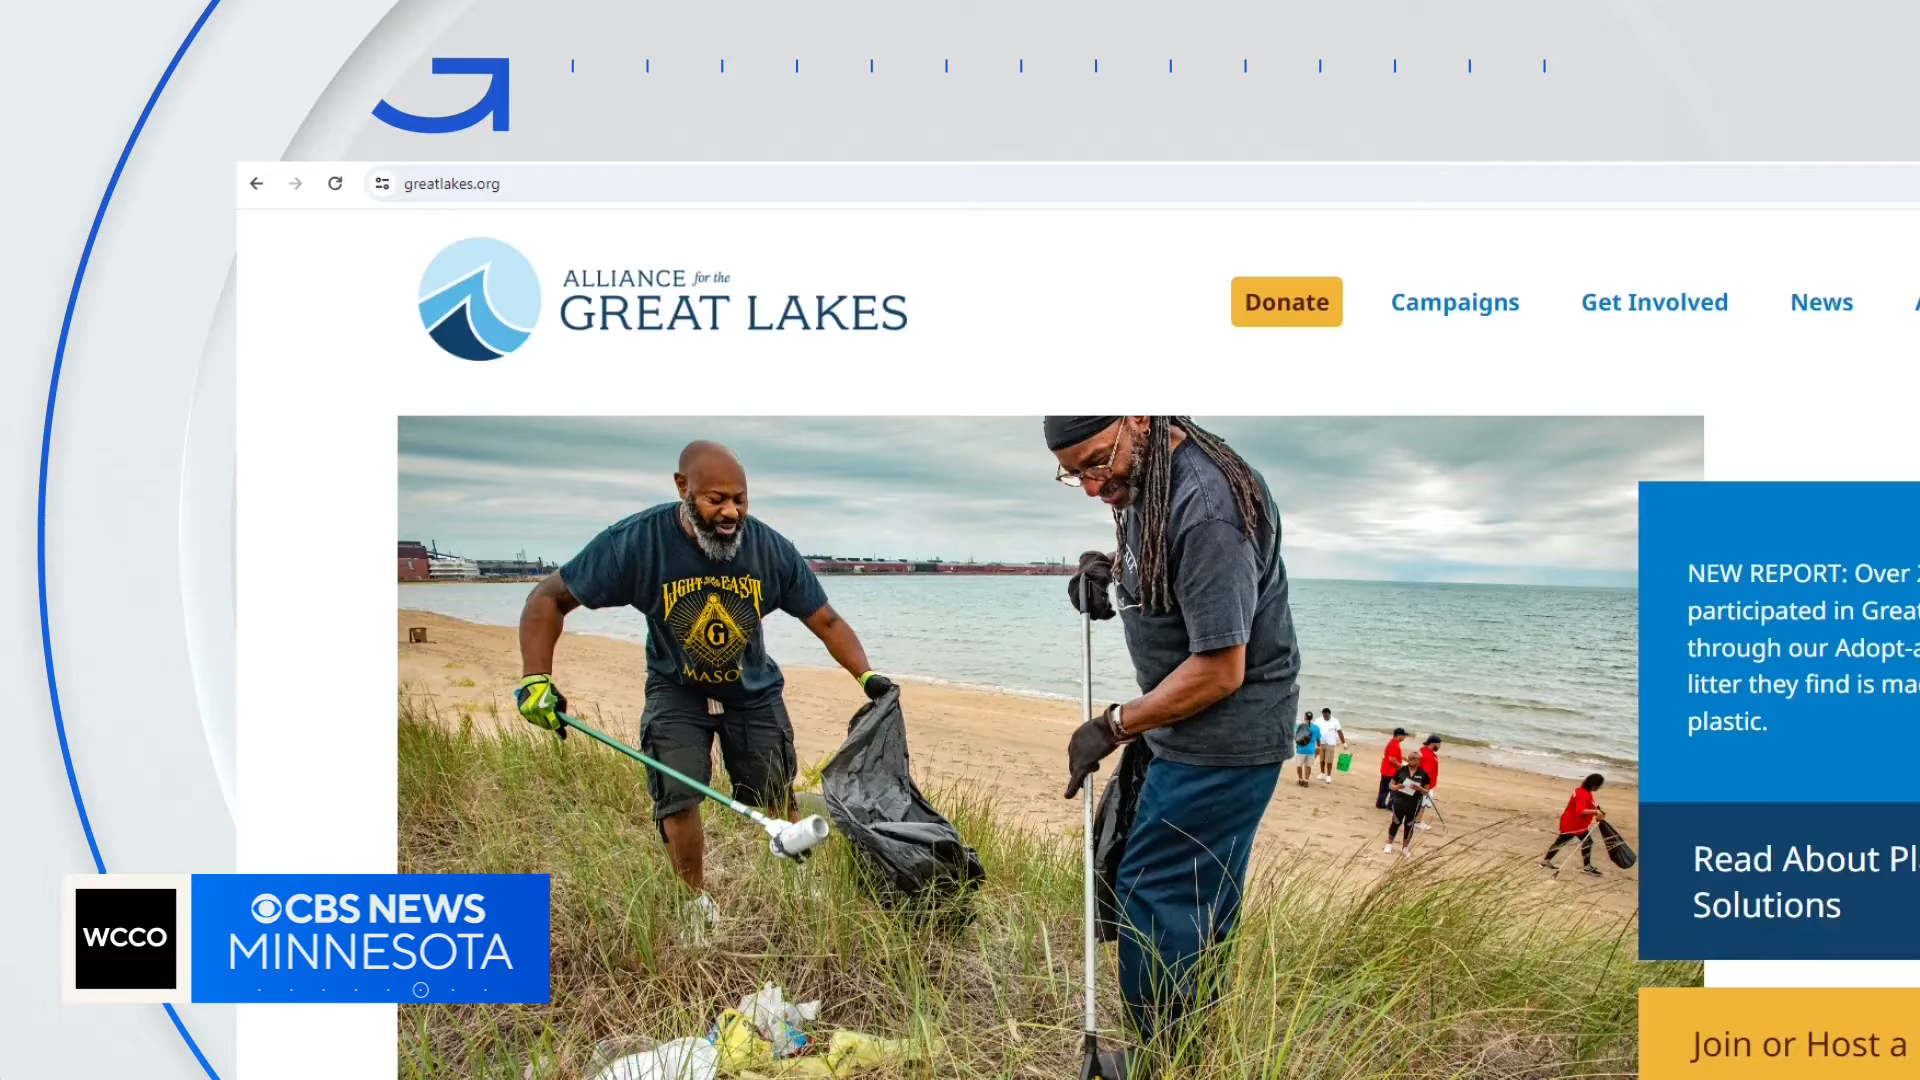 greatlakes.org
ALLIANCE for the
GREAT LAKES
Donate
Campaigns
Get Involved
News
LIGHT EAST
G
MASO
NEW REPORT: Over
participated in Great
through our Adopt-a
litter they find is ma
plastic.
Read About Pl
Solutions
Join or Host a
WCCO
CBS NEWS
MINNESOTA